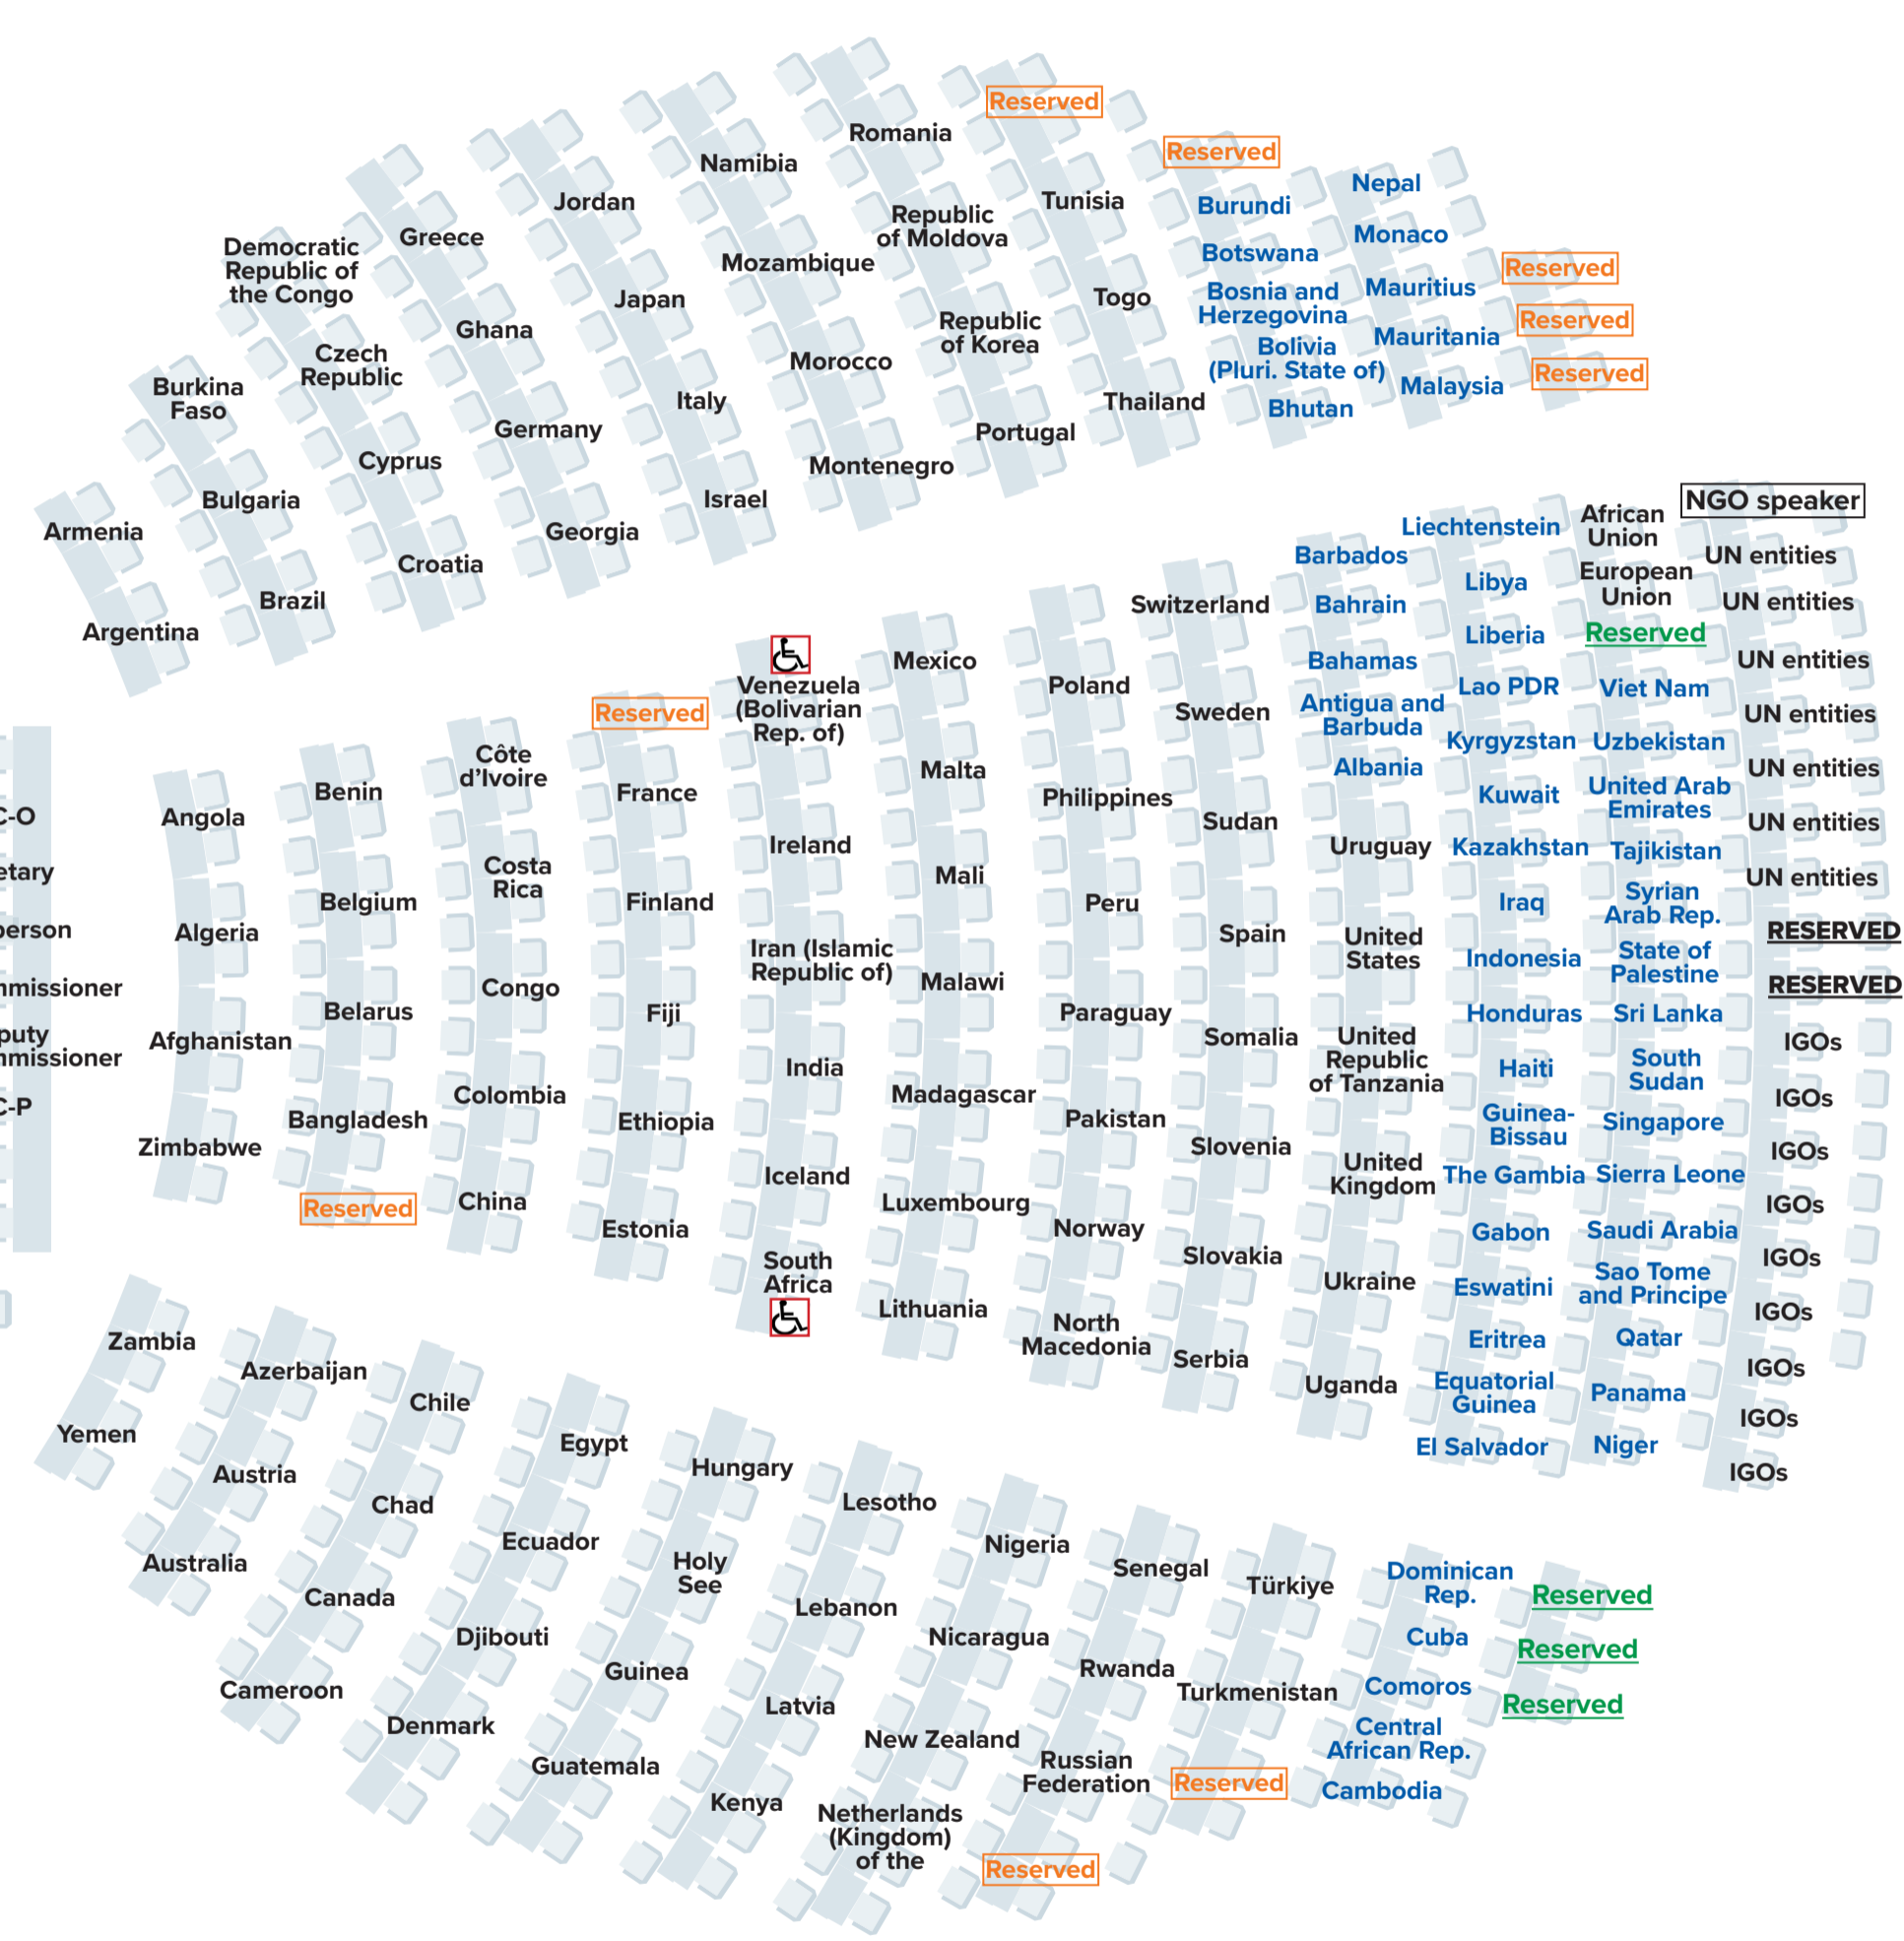 Armenia
Argentina
Burkina
Faso
Bulgaria
Brazil
Democratic
Republic of
the Congo
Czech
Republic
Cyprus
Croatia
Greece
Ghana
Germany
Georgia
Jordan
Japan
Italy
Israel
Namibia
Mozambique
Morocco
Montenegro
Romania
Republic
of Moldova
Republic
of Korea
Portugal
Reserved
Tunisia
Togo
Thailand
Reserved
Burundi
Botswana
Bosnia and
Herzegovina
Bolivia
(Pluri. State of)
Bhutan
Nepal
Monaco
Mauritius
Mauritania
Malaysia
Reserved
Reserved
Reserved
C-O
etary
person
mmissioner
puty
mmissioner
C-P
Angola
Algeria
Afghanistan
Zimbabwe
Benin
Belgium
Belarus
Bangladesh
Reserved
Côte
d’Ivoire
Costa
Rica
Congo
Colombia
China
Reserved
France
Finland
Fiji
Ethiopia
Estonia
Venezuela
(Bolivarian
Rep. of)
Ireland
Iran (Islamic
Republic of)
India
Iceland
South
Africa
Mexico
Malta
Mali
Malawi
Madagascar
Luxembourg
Lithuania
Poland
Philippines
Peru
Paraguay
Pakistan
Norway
North
Macedonia
Switzerland
Sweden
Sudan
Spain
Somalia
Slovenia
Slovakia
Serbia
Barbados
Bahrain
Bahamas
Antigua and
Barbuda
Albania
Uruguay
United
States
United
Republic
of Tanzania
United
Kingdom
Ukraine
Uganda
Liechtenstein
Libya
Liberia
Lao PDR
Kyrgyzstan
Kuwait
Kazakhstan
Iraq
Indonesia
Honduras
Haiti
Guinea-
Bissau
The Gambia
Gabon
Eswatini
Eritrea
Equatorial
Guinea
El Salvador
African
Union
European
Union
Reserved
Viet Nam
Uzbekistan
United Arab
Emirates
Tajikistan
Syrian
Arab Rep.
State of
Palestine
Sri Lanka
South
Sudan
Singapore
Sierra Leone
Saudi Arabia
Sao Tome
and Principe
Qatar
Panama
Niger
NGO speaker
UN entities
UN entities
UN entities
UN entities
UN entities
UN entities
UN entities
RESERVED
RESERVED
IGOs
IGOs
IGOs
IGOs
IGOs
IGOs
IGOs
IGOs
IGOs
Zambia
Yemen
Azerbaijan
Austria
Australia
Chile
Chad
Canada
Cameroon
Egypt
Ecuador
Djibouti
Denmark
Hungary
Holy
See
Guinea
Guatemala
Lesotho
Lebanon
Latvia
Kenya
Nigeria
Nicaragua
New Zealand
Netherlands
(Kingdom)
of the
Senegal
Rwanda
Russian
Federation
Reserved
Türkiye
Turkmenistan
Reserved
Dominican
Rep.
Cuba
Comoros
Central
African Rep.
Cambodia
Reserved
Reserved
Reserved